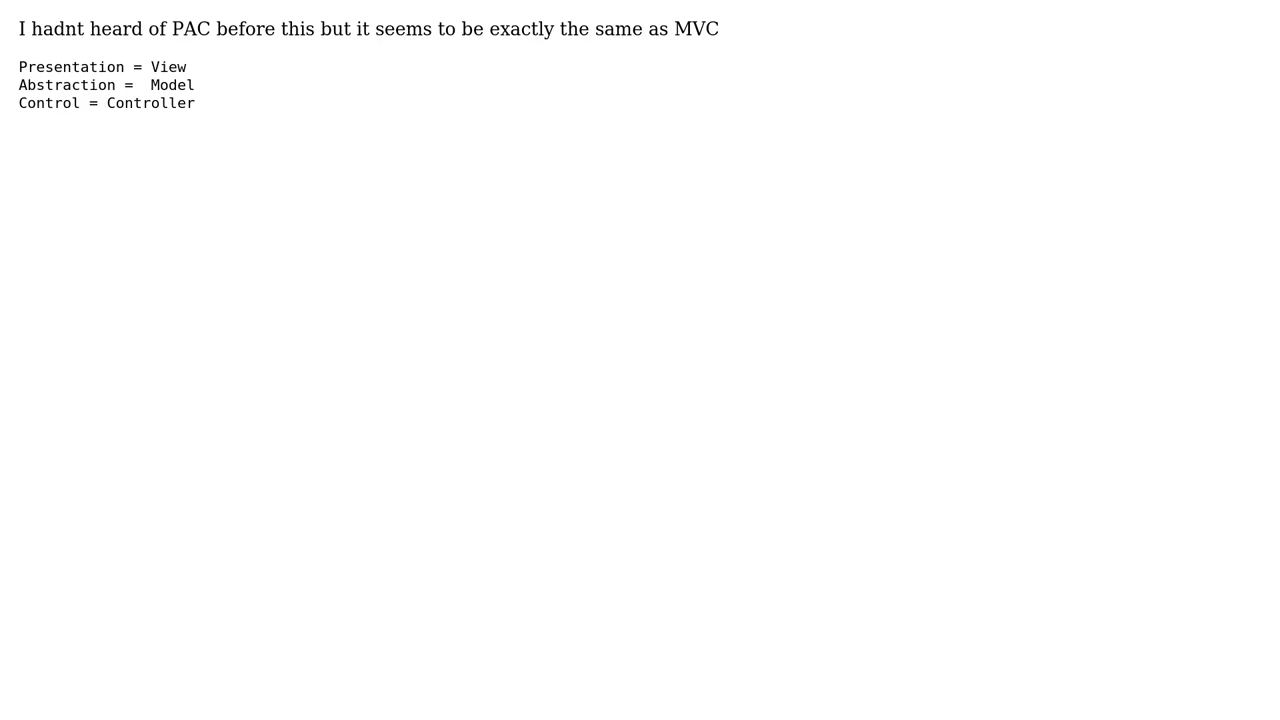 I hadnt heard of PAC before this but it seems to be exactly the same as MVC
Presentation = View
Abstraction =  Model
Control = Controller